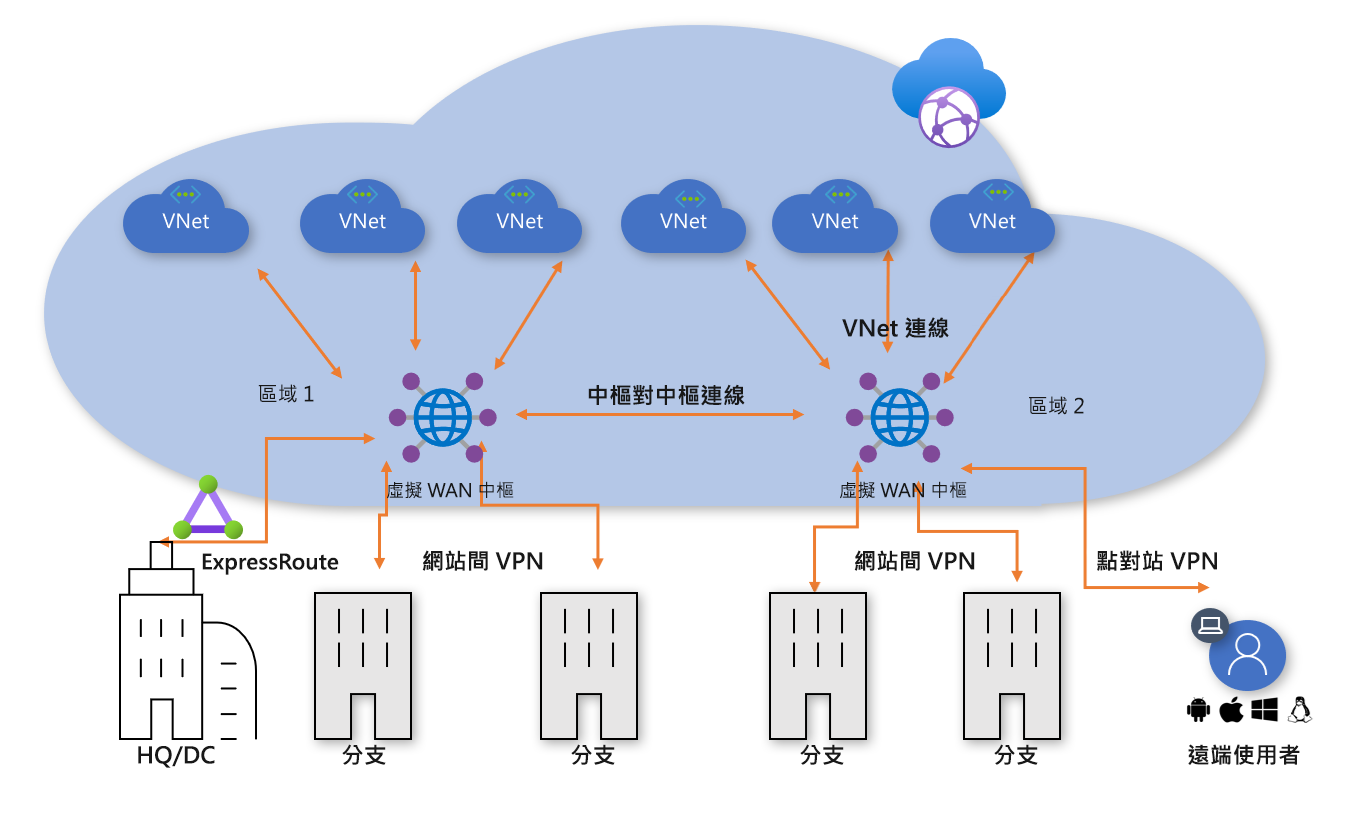 VNet
VNet
VNet
VNet
VNet
VNet
VNet 連線
區域 1
中樞對中樞連線
區域 2
虛擬 WAN 中樞
虛擬 WAN 中樞
ExpressRoute
網站間 VPN
網站間 VPN
點對站 VPN
HQ/DC
分支
分支
分支
分支
遠端使用者